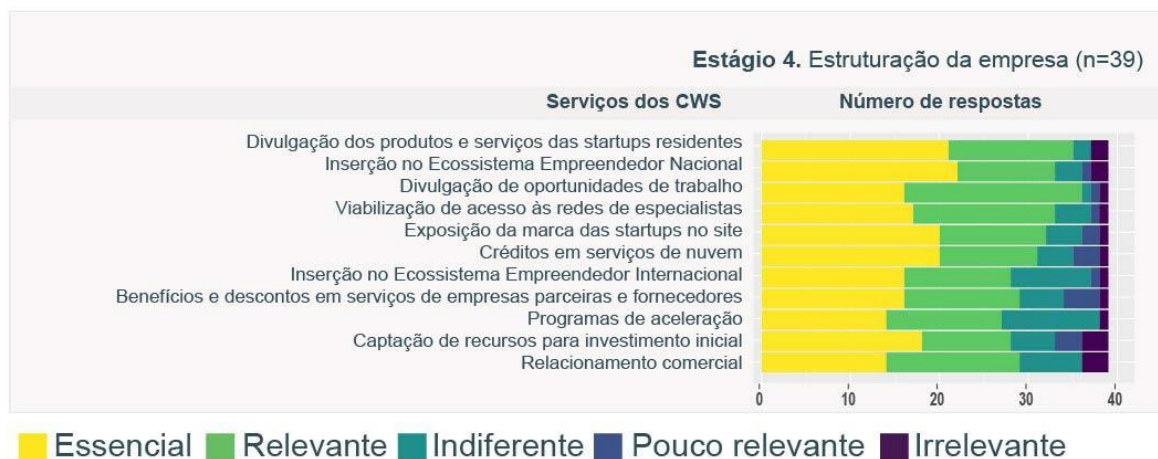 Estágio 4. Estruturação da empresa (n=39)
Serviços dos CWS Número de respostas
Divulgação dos produtos e serviços das startups residentes
Inserção no Ecossistema Empreendedor Nacional
Divulgação de oportunidades de trabalho
Viabilização de acesso às redes de especialistas
Exposição da marca das startups no site
Créditos em serviços de nuvem
Inserção no Ecossistema Empreendedor Internacional
Benefícios e descontos em serviços de empresas parceiras e fornecedores
Programas de aceleração
Captação de recursos para investimento inicial
Relacionamento comercial
0 10 20 30 40
Essencial Relevante Indiferente Pouco relevante Irrelevante